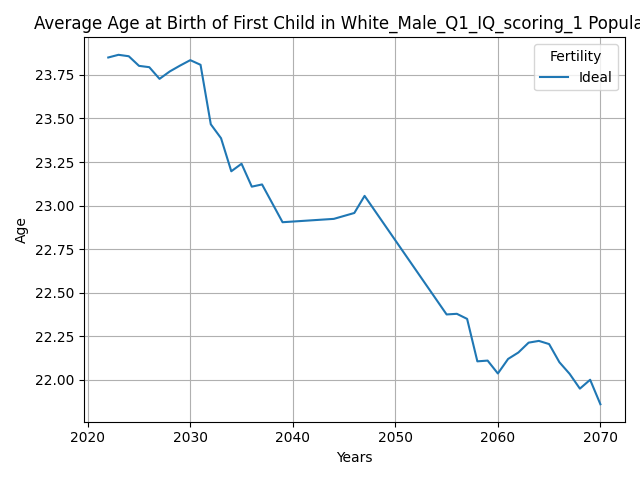 Average Age at Birth of First Child in White_Male_Q1_IQ_scoring_1 Popula
Fertility
Ideal
23.75
23.50
23.25
23.00
22.75
22.50
22.25
22.00
Age
2020 2030 2040 2050 2060 2070
Years